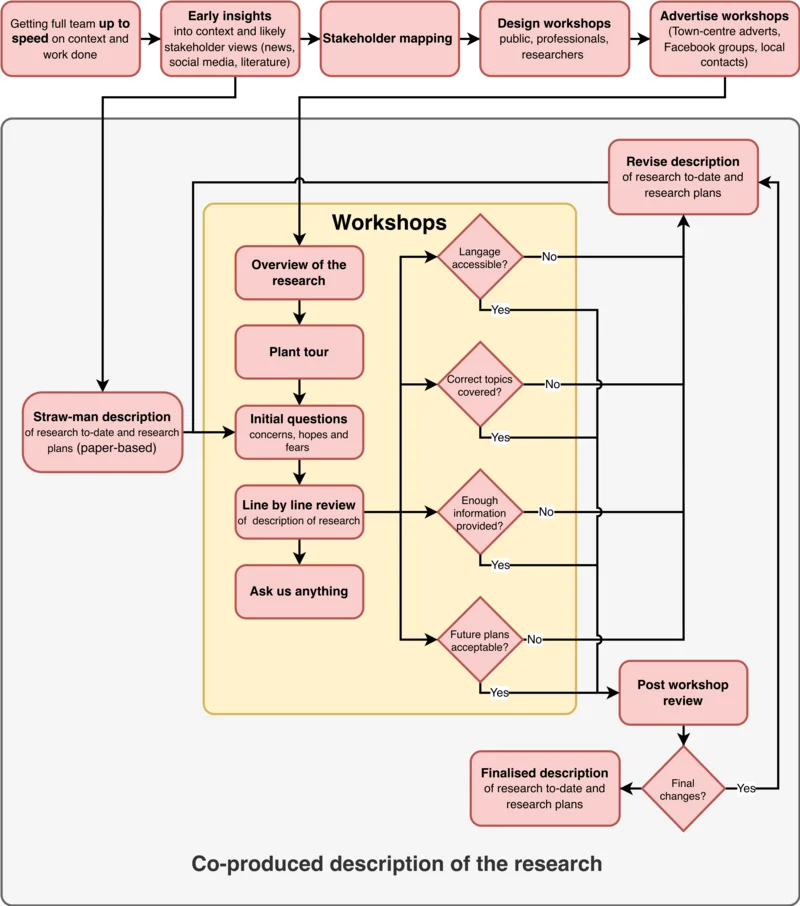 Getting full team up to
speed on context and
work done
Early insights
into context and likely
stakeholder views (news,
social media, literature)
Stakeholder mapping
Design workshops
public, professionals,
researchers
Advertise workshops
(Town-centre adverts,
Facebook groups, local
contacts)
Revise description
of research to-date and
research plans
Workshops
Overview of the
research
Plant tour
Initial questions
concerns, hopes and
fears
Line by line review
of description of research
Ask us anything
Straw-man description
of research to-date and research
plans (paper-based)
Langage
accessible?
No
Yes
Correct topics
covered?
No
Yes
Enough
information
provided?
No
Yes
Future plans
acceptable?
No
Yes
Post workshop
review
Final
changes?
Yes
Finalised description
of research to-date and
research plans
Co-produced description of the research